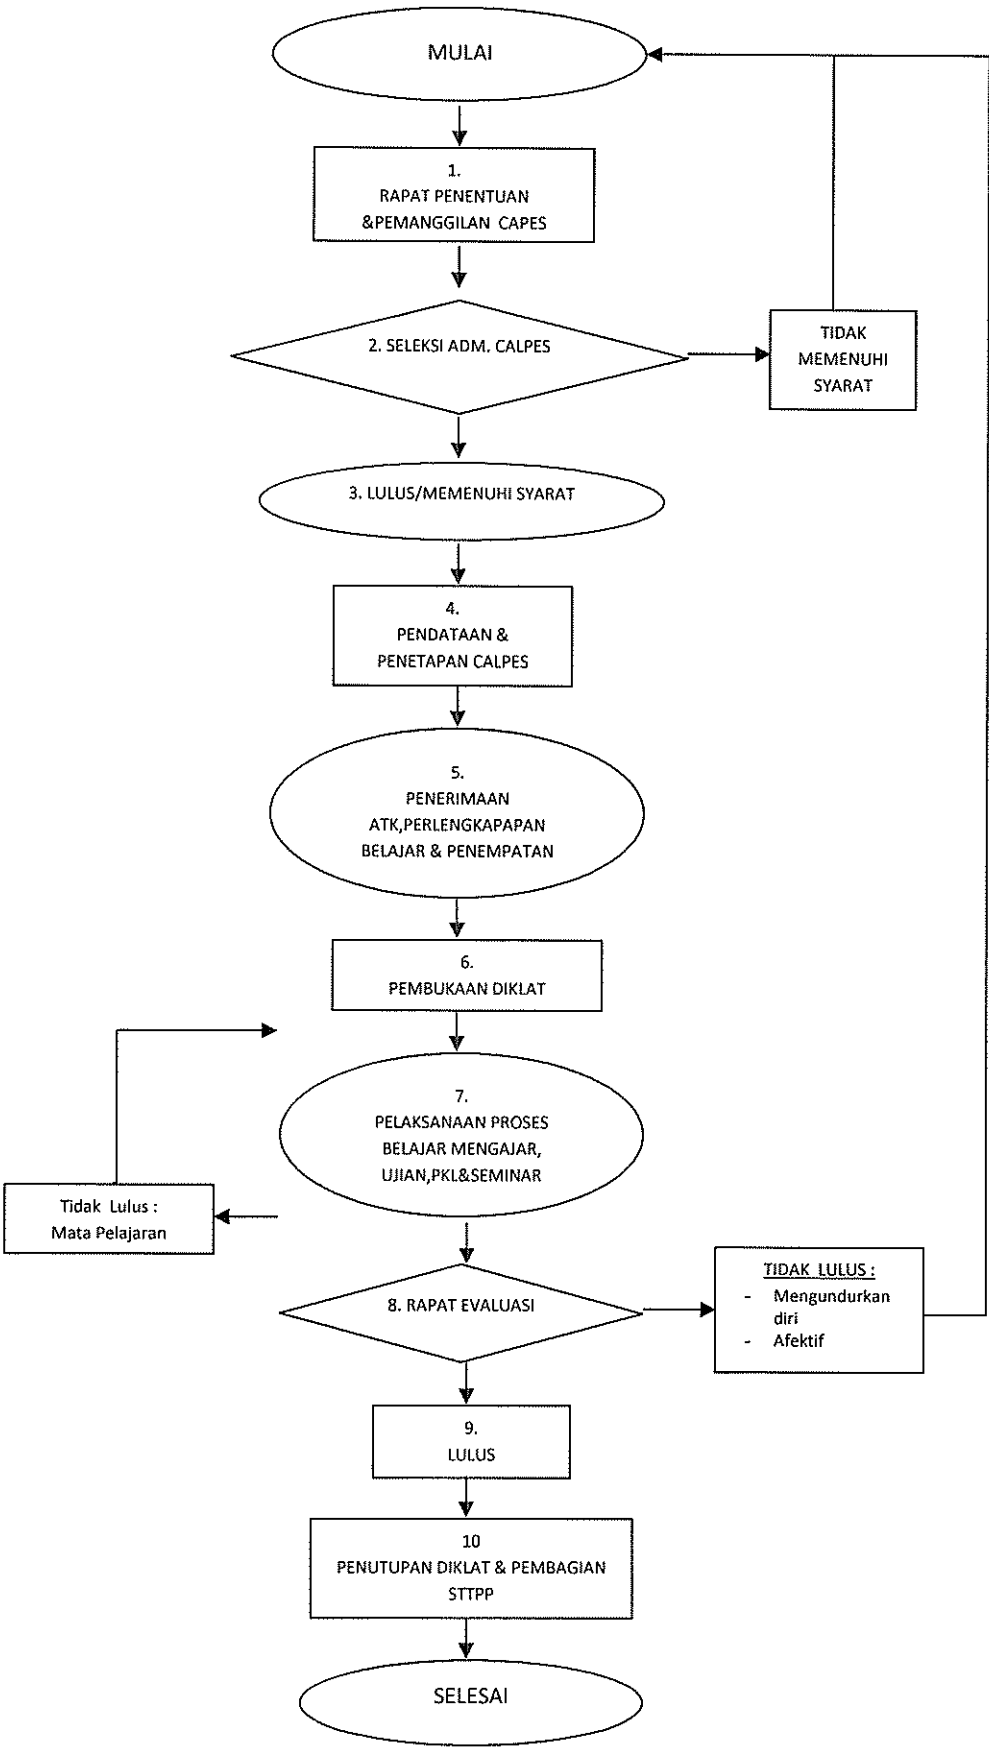 MULAI
1.
RAPAT PENENTUAN
&PEMANGGILAN CAPES
2. SELEKSI ADM. CALPES
TIDAK
MEMENUHI
SYARAT
3. LULUS/MEMENUHI SYARAT
4.
PENDATAAN &
PENETAPAN CALPES
5.
PENERIMAAN
ATK,PERLENGKAPAPAN
BELAJAR & PENEMPATAN
6.
PEMBUKAAN DIKLAT
7.
PELAKSANAAN PROSES
BELAJAR MENGAJAR,
UJIAN,PKL&SEMINAR
Tidak Lulus :
Mata Pelajaran
8. RAPAT EVALUASI
TIDAK LULUS :
- Mengundurkan
diri
- Afektif
9.
LULUS
10
PENUTUPAN DIKLAT & PEMBAGIAN
STTPP
SELESAI